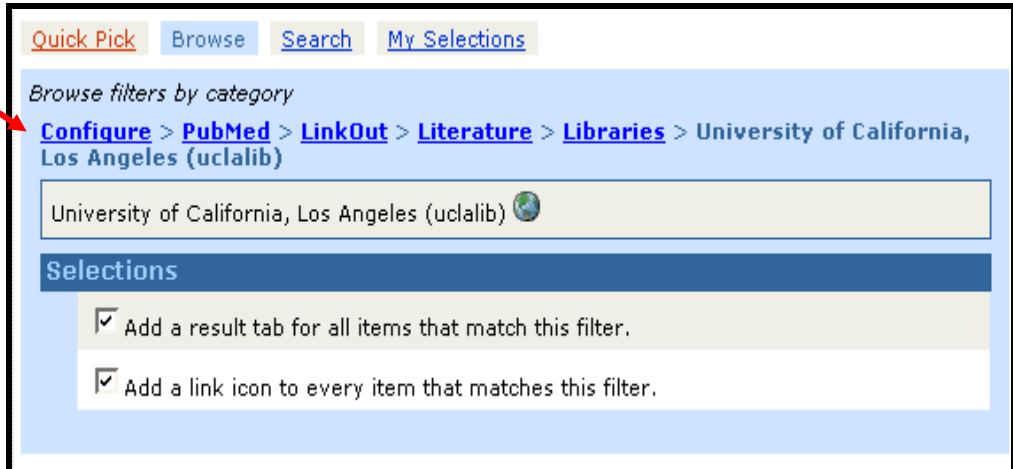 Quick Pick Browse Search My Selections
Browse filters by category
Configure > PubMed > LinkOut > Literature > Libraries > University of California,
Los Angeles (uclalib)
University of California, Los Angeles (uclalib)
Selections
Add a result tab for all items that match this filter.
Add a link icon to every item that matches this filter.